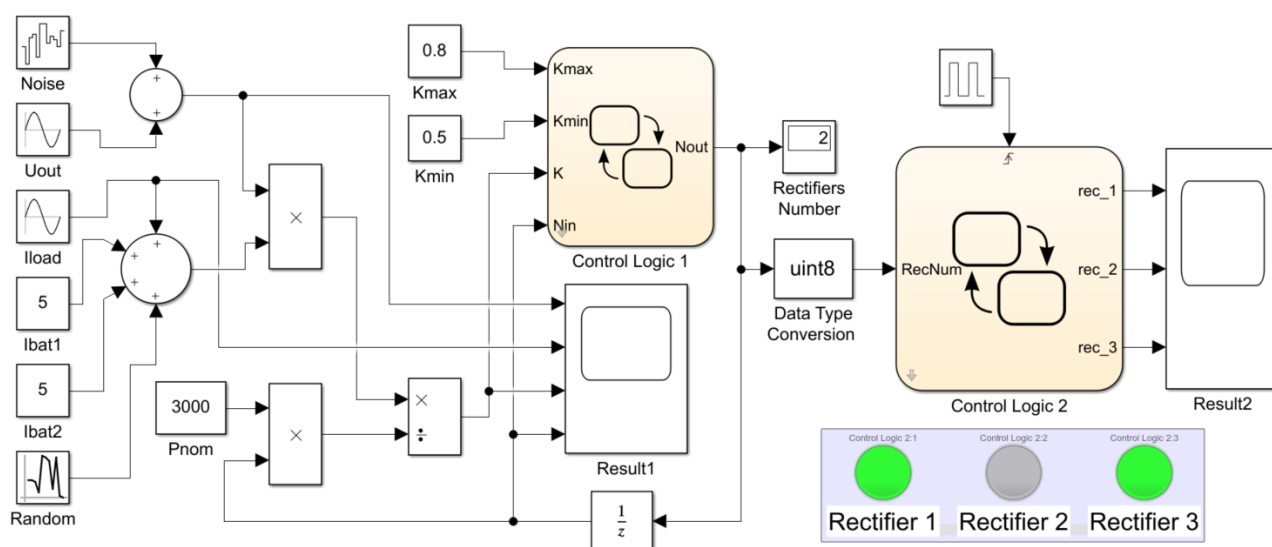 Noise
+
+
Uout
Iload
+
+
+
+
5
Ibat1
5
Ibat2
Random
×
3000
Pnom
×
×
÷
0.8
Kmax
0.5
Kmin
Kmax
Kmin
K
Nin
Nout
Control Logic 1
Result1
1
z
2
Rectifiers
Number
uint8
Data Type
Conversion
RecNum
rec_1
rec_2
rec_3
Control Logic 2
Result2
Control Logic 2:1
Control Logic 2:2
Control Logic 2:3
Rectifier 1
Rectifier 2
Rectifier 3